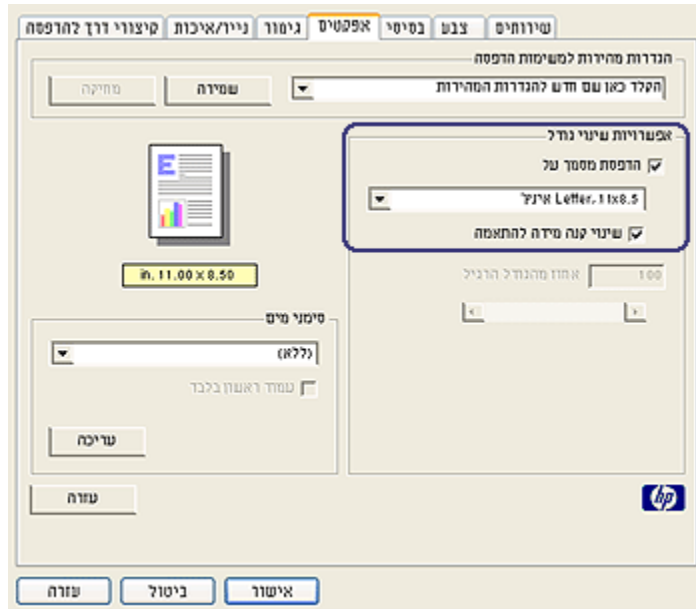 שירותים צבע בסיסי אפקטים גימור נייר/איכות קיצורי דרך להדפסה
הגדרות מהירות למשימות הדפסה
הקלד כאן שם חדש להגדרות המהירות שמירה מחיקה
אפשרויות שינוי גודל
הדפסת מסמך על
Letter, 11x8.5 אינץ'
שינוי קנה מידה להתאמה
100 אחוז מהגודל הרגיל
E
in. 11.00 x 8.50
סימני מים
(ללא)
עמוד ראשון בלבד
עריכה
עזרה
hp
אישור ביטול עזרה